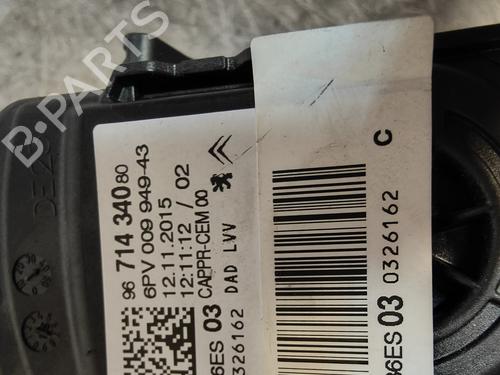 B-PARTS
96 714 340 80
6PV 009 949-43
12.11.2015
12:11:12 / 02
CAPPR-CEM 00
DAD LVV
6ES 03
326162
C
6ES 03
0326162